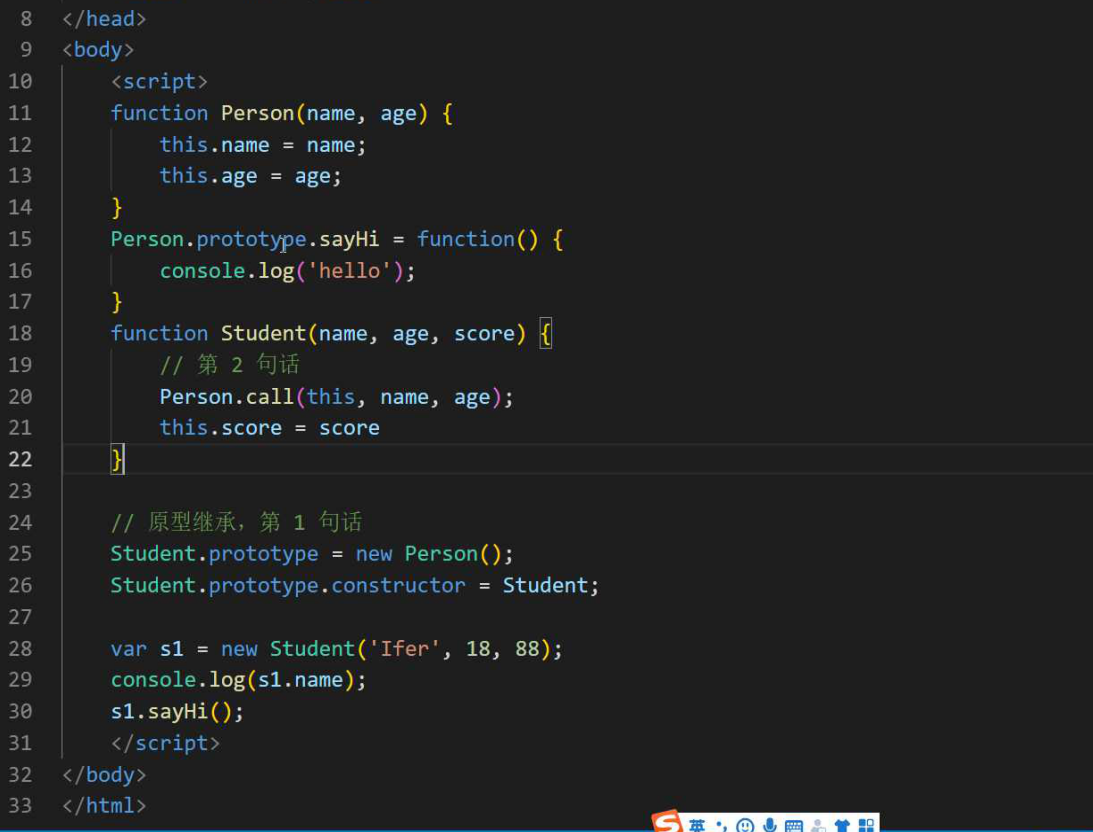 8 </head>
9 <body>
10 <script>
11 function Person(name, age) {
12 this.name = name;
13 this.age = age;
14 }
15 Person.prototype.sayHi = function() {
16 console.log('hello');
17 }
18 function Student(name, age, score) {
19 // 第 2 句话
20 Person.call(this, name, age);
21 this.score = score
22 }
23
24 // 原型继承，第 1 句话
25 Student.prototype = new Person();
26 Student.prototype.constructor = Student;
27
28 var s1 = new Student('Ifer', 18, 88);
29 console.log(s1.name);
30 s1.sayHi();
31 </script>
32 </body>
33 </html>
英